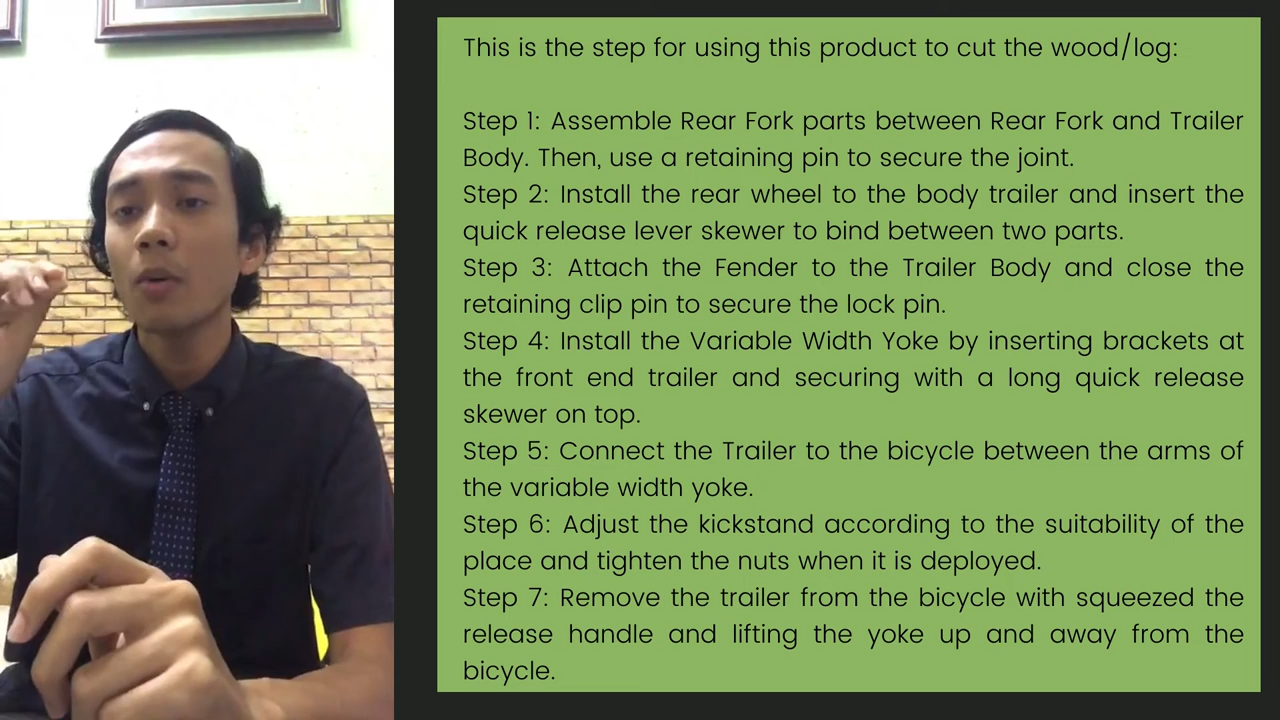 This is the step for using this product to cut the wood/log:
Step 1: Assemble Rear Fork parts between Rear Fork and Trailer
Body. Then, use a retaining pin to secure the joint.
Step 2: Install the rear wheel to the body trailer and insert the
quick release lever skewer to bind between two parts.
Step 3: Attach the Fender to the Trailer Body and close the
retaining clip pin to secure the lock pin.
Step 4: Install the Variable Width Yoke by inserting brackets at
the front end trailer and securing with a long quick release
skewer on top.
Step 5: Connect the Trailer to the bicycle between the arms of
the variable width yoke.
Step 6: Adjust the kickstand according to the suitability of the
place and tighten the nuts when it is deployed.
Step 7: Remove the trailer from the bicycle with squeezed the
release handle and lifting the yoke up and away from the
bicycle.